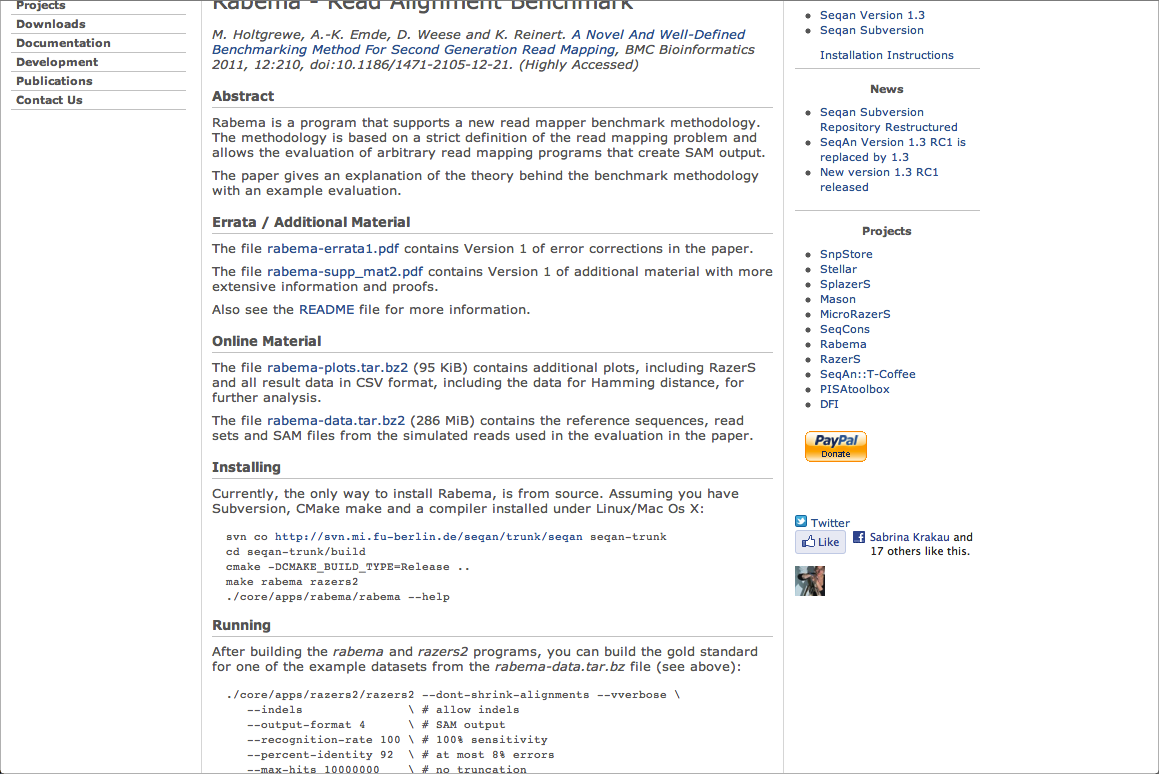 Projects
Downloads
Documentation
Development
Publications
Contact Us
Rabema - Read Alignment Benchmark
M. Holtgrewe, A.-K. Emde, D. Weese and K. Reinert. A Novel And Well-Defined
Benchmarking Method For Second Generation Read Mapping, BMC Bioinformatics
2011, 12:210, doi:10.1186/1471-2105-12-21. (Highly Accessed)
Abstract
Rabema is a program that supports a new read mapper benchmark methodology.
The methodology is based on a strict definition of the read mapping problem and
allows the evaluation of arbitrary read mapping programs that create SAM output.
The paper gives an explanation of the theory behind the benchmark methodology
with an example evaluation.
Errata / Additional Material
The file rabema-errata1.pdf contains Version 1 of error corrections in the paper.
The file rabema-supp_mat2.pdf contains Version 1 of additional material with more
extensive information and proofs.
Also see the README file for more information.
Online Material
The file rabema-plots.tar.bz2 (95 KiB) contains additional plots, including RazerS
and all result data in CSV format, including the data for Hamming distance, for
further analysis.
The file rabema-data.tar.bz2 (286 MiB) contains the reference sequences, read
sets and SAM files from the simulated reads used in the evaluation in the paper.
Installing
Currently, the only way to install Rabema, is from source. Assuming you have
Subversion, CMake make and a compiler installed under Linux/Mac Os X:
svn co http://svn.mi.fu-berlin.de/seqan/trunk/seqan seqan-trunk
cd seqan-trunk/build
cmake -DCMAKE_BUILD_TYPE=Release ..
make rabema razers2
./core/apps/rabema/rabema --help
Running
After building the rabema and razers2 programs, you can build the gold standard
for one of the example datasets from the rabema-data.tar.bz file (see above):
./core/apps/razers2/razers2 --dont-shrink-alignments --vverbose \
--indels \ # allow indels
--output-format 4 \ # SAM output
--recognition-rate 100 \ # 100% sensitivity
--percent-identity 92 \ # at most 8% errors
--max-hits 10000000 \ # no truncation
Seqan Version 1.3
Seqan Subversion
Installation Instructions
News
Seqan Subversion
Repository Restructured
SeqAn Version 1.3 RC1 is
replaced by 1.3
New version 1.3 RC1
released
Projects
SnpStore
Stellar
SplazerS
Mason
MicroRazerS
SeqCons
Rabema
RazerS
SeqAn::T-Coffee
PISAtoolbox
DFI
PayPal
Donate
Twitter
Like
Sabrina Krakau and
17 others like this.